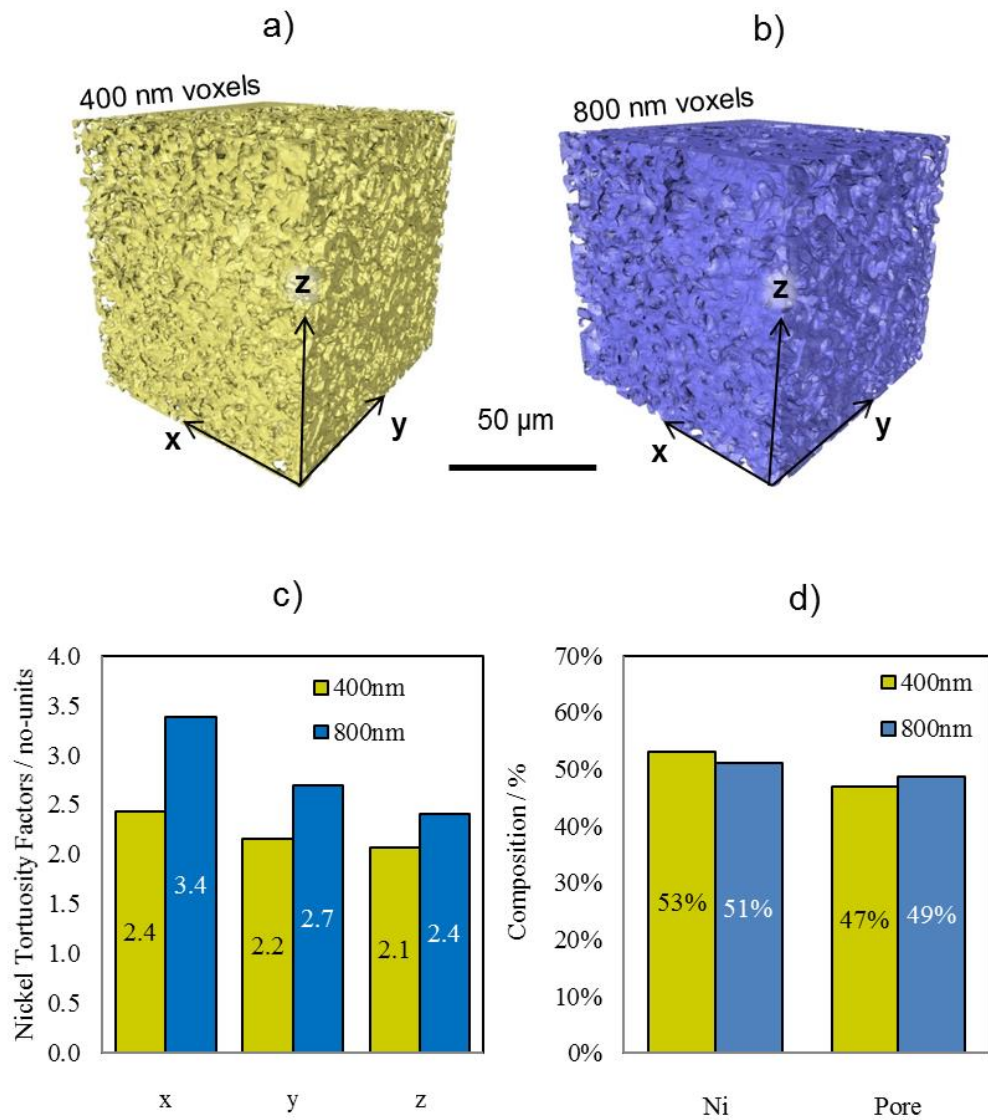 a)
b)
400 nm voxels
800 nm voxels
z
z
x
y
50 µm
x
y
c)
d)
Nickel Tortuosity Factors / no-units
4.0
3.5
3.0
2.5
2.0
1.5
1.0
0.5
0.0
400nm
800nm
2.4
3.4
2.2
2.7
2.1
2.4
x
y
z
Composition / %
70%
60%
50%
40%
30%
20%
10%
0%
400nm
800nm
53%
51%
47%
49%
Ni
Pore